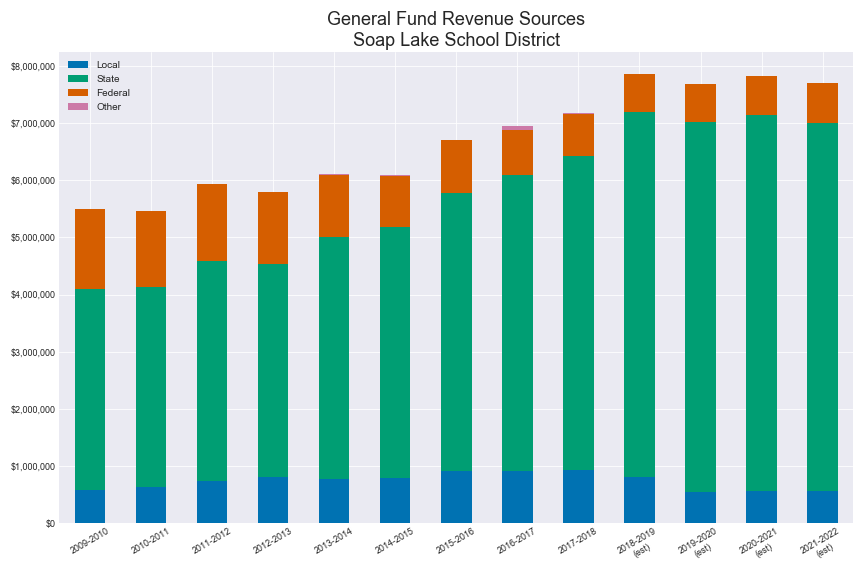 General Fund Revenue Sources
Soap Lake School District
Local
State
Federal
Other
$8,000,000
$7,000,000
$6,000,000
$5,000,000
$4,000,000
$3,000,000
$2,000,000
$1,000,000
$0
2009-2010
2010-2011
2011-2012
2012-2013
2013-2014
2014-2015
2015-2016
2016-2017
2017-2018
2018-2019
(est)
2019-2020
(est)
2020-2021
(est)
2021-2022
(est)